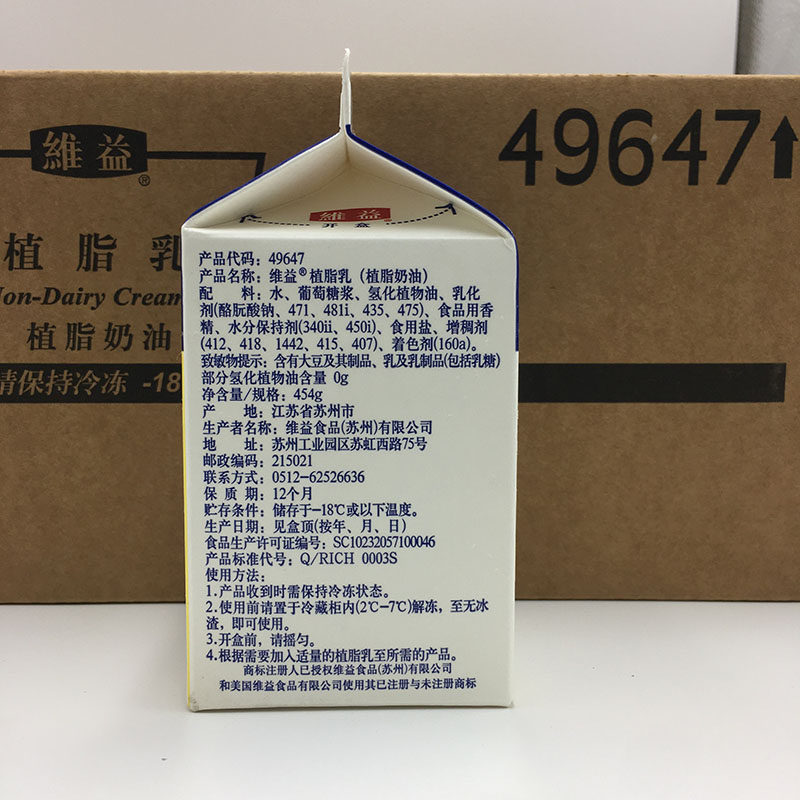 維益®
49647
植脂乳
Non-Dairy Cream
植脂奶油
请保持冷冻 -18
維益
开盒
产品代码：49647
产品名称：维益®植脂乳（植脂奶油）
配 料：水、葡萄糖浆、氢化植物油、乳化
剂(酪朊酸钠、471、481i、435、475)、食品用香
精、水分保持剂(340ii、450i)、食用盐、增稠剂
(412、418、1442、415、407)、着色剂(160a)。
致敏物提示：含有大豆及其制品、乳及乳制品(包括乳糖)
部分氢化植物油含量 0g
净含量/规格：454g
产 地：江苏省苏州市
生产者名称：维益食品(苏州)有限公司
地 址：苏州工业园区苏虹西路75号
邮政编码：215021
联系方式：0512-62526636
保 质 期：12个月
贮存条件：储存于-18℃或以下温度。
生产日期：见盒顶(按年、月、日)
食品生产许可证编号：SC10232057100046
产品标准代号：Q/RICH 0003S
使用方法：
1.产品收到时需保持冷冻状态。
2.使用前请置于冷藏柜内(2℃-7℃)解冻，至无冰
渣，即可使用。
3.开盒前，请摇匀。
4.根据需要加入适量的植脂乳至所需的产品。
商标注册人已授权维益食品(苏州)有限公司
和美国维益食品有限公司使用其已注册与未注册商标